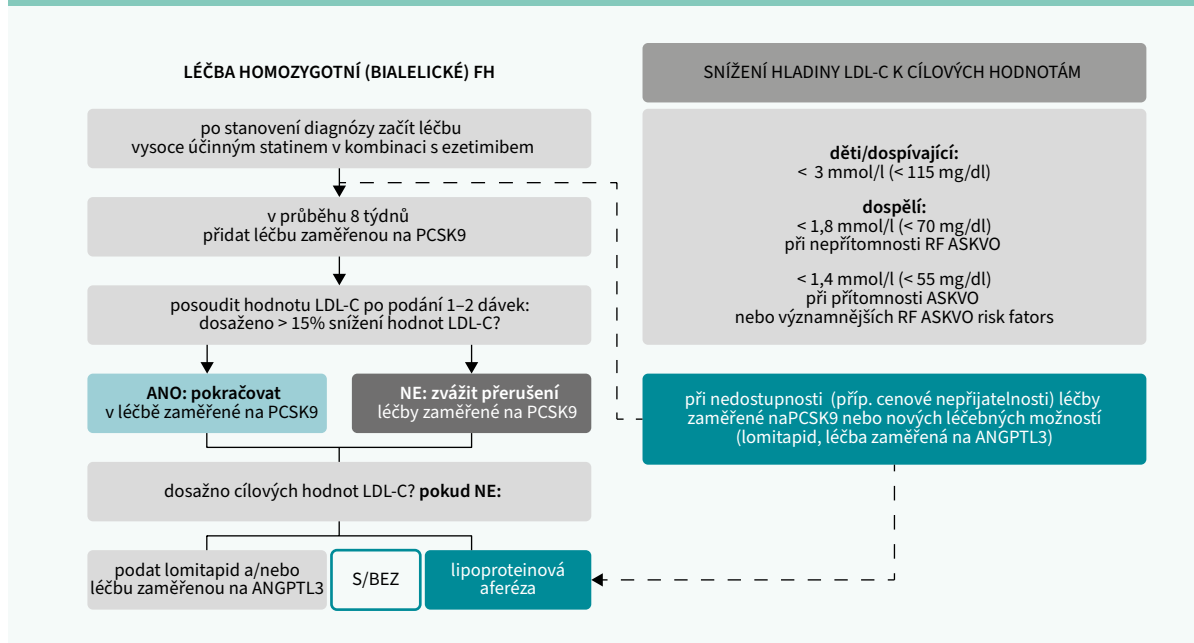 LÉČBA HOMOZYGOTNÍ (BIALELICKÉ) FH
po stanovení diagnózy začít léčbu
vysoce účinným statinem v kombinaci s ezetimibem
v průběhu 8 týdnů
přidat léčbu zaměřenou na PCSK9
posoudit hodnotu LDL-C po podání 1–2 dávek:
dosaženo > 15% snížení hodnot LDL-C?
ANO: pokračovat
v léčbě zaměřené na PCSK9
NE: zvážit přerušení
léčby zaměřené na PCSK9
dosažno cílových hodnot LDL-C? pokud NE:
podat lomitapid a/nebo
léčbu zaměřenou na ANGPTL3
S/BEZ
lipoproteinová
aferéza
SNÍŽENÍ HLADINY LDL-C K CÍLOVÝCH HODNOTÁM
děti/dospívající:
< 3 mmol/l (< 115 mg/dl)
dospělí:
< 1,8 mmol/l (< 70 mg/dl)
při nepřítomnosti RF ASKVO
< 1,4 mmol/l (< 55 mg/dl)
při přítomnosti ASKVO
nebo významnějších RF ASKVO risk fators
při nedostupnosti (příp. cenové nepřijatelnosti) léčby
zaměřené naPCSK9 nebo nových léčebných možností
(lomitapid, léčba zaměřená na ANGPTL3)